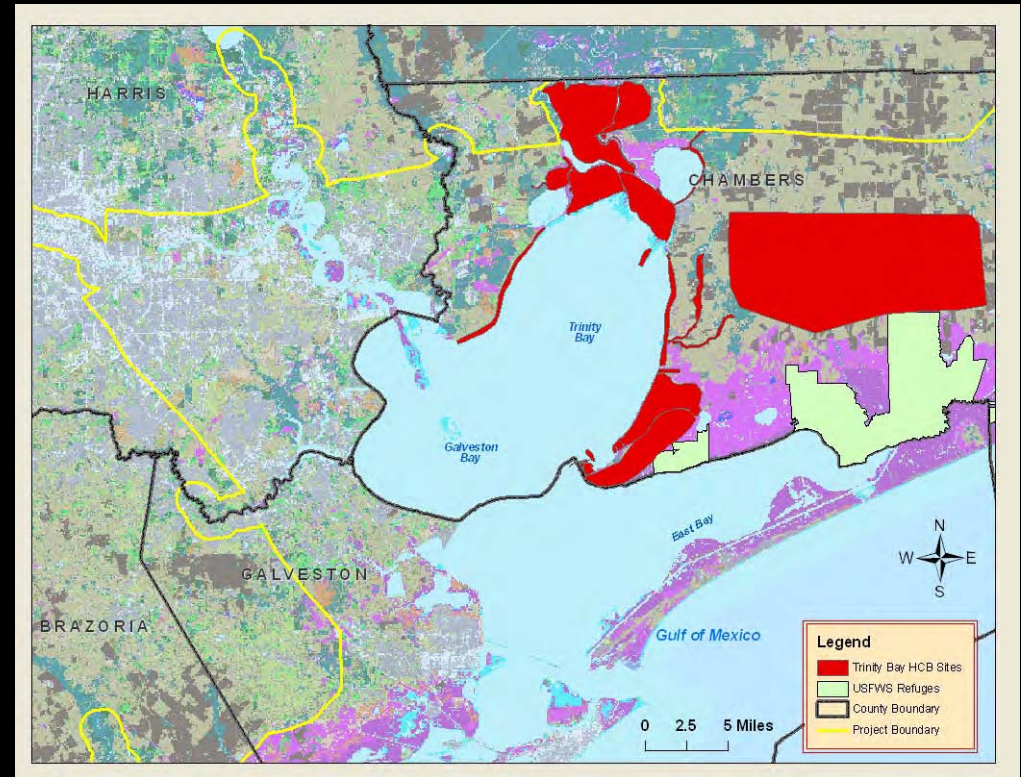 HARRIS
CHAMBERS
Trinity
Bay
Galveston
Bay
East Bay
N
W E
S
GALVESTON
BRAZORIA
Gulf of Mexico
Legend
Trinity Bay HCB Sites
USFWS Refuges
County Boundary
Project Boundary
0 2.5 5 Miles